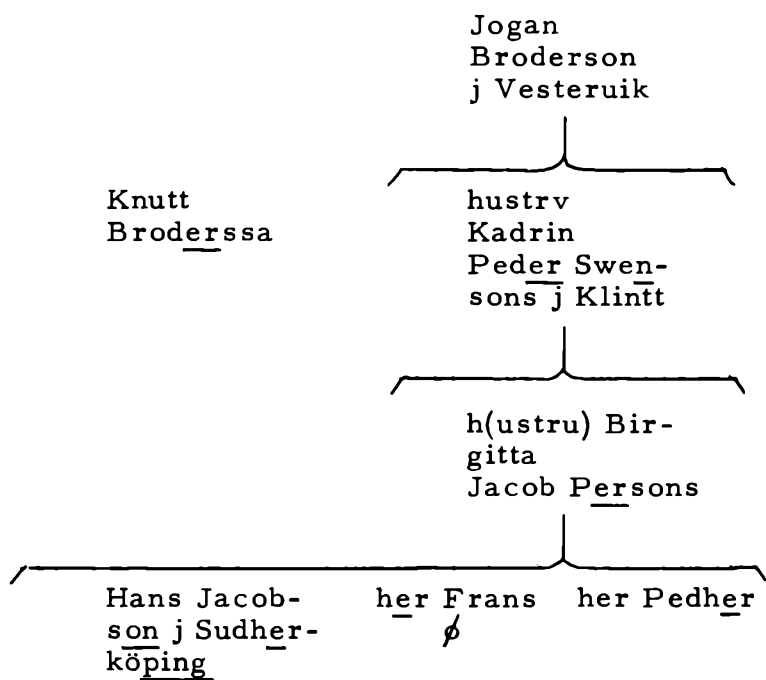 Jogan
Broderson
j Vesteruik
Knutt
Broderssa
hustrv
Kadrin
Peder Swen-
sons j Klintt
h(ustru) Bir-
gitta
Jacob Persons
Hans Jacob-
son j Sudher-
köping
her Frans
ø
her Pedher